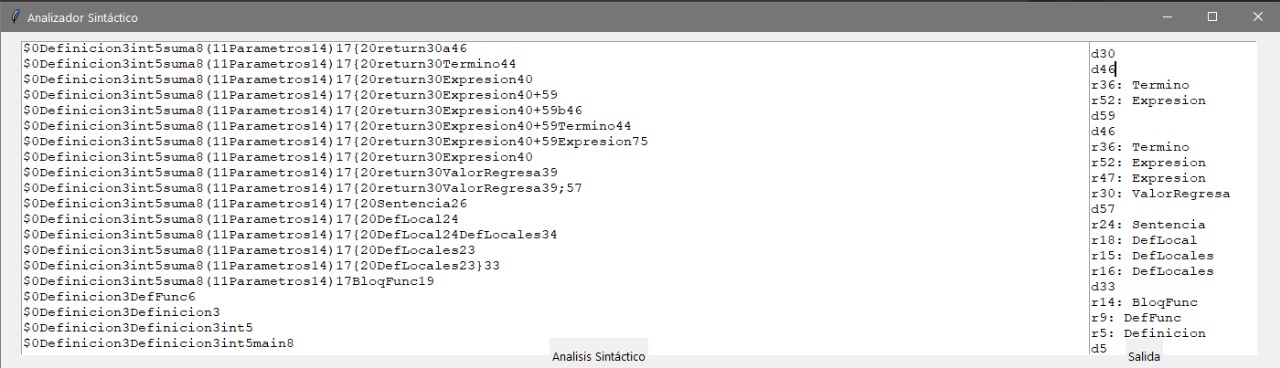 Analizador Sintáctico
$0Definicion3int5suma8(11Parametros14)17{20return30a46
$0Definicion3int5suma8(11Parametros14)17{20return30Termino44
$0Definicion3int5suma8(11Parametros14)17{20return30Expresion40
$0Definicion3int5suma8(11Parametros14)17{20return30Expresion40+59
$0Definicion3int5suma8(11Parametros14)17{20return30Expresion40+59b46
$0Definicion3int5suma8(11Parametros14)17{20return30Expresion40+59Termino44
$0Definicion3int5suma8(11Parametros14)17{20return30Expresion40+59Expresion75
$0Definicion3int5suma8(11Parametros14)17{20return30Expresion40
$0Definicion3int5suma8(11Parametros14)17{20return30ValorRegresa39
$0Definicion3int5suma8(11Parametros14)17{20return30ValorRegresa39;57
$0Definicion3int5suma8(11Parametros14)17{20Sentencia26
$0Definicion3int5suma8(11Parametros14)17{20DefLocal24
$0Definicion3int5suma8(11Parametros14)17{20DefLocal24DefLocales34
$0Definicion3int5suma8(11Parametros14)17{20DefLocales23
$0Definicion3int5suma8(11Parametros14)17{20DefLocales23}33
$0Definicion3int5suma8(11Parametros14)17BloqFunc19
$0Definicion3DefFunc6
$0Definicion3Definicion3
$0Definicion3Definicion3int5
$0Definicion3Definicion3int5main8
Analisis Sintáctico
d30
d46
r36: Termino
r52: Expresion
d59
d46
r36: Termino
r52: Expresion
r47: Expresion
r30: ValorRegresa
d57
r24: Sentencia
r18: DefLocal
r15: DefLocales
r16: DefLocales
d33
r14: BloqFunc
r9: DefFunc
r5: Definicion
d5
Salida